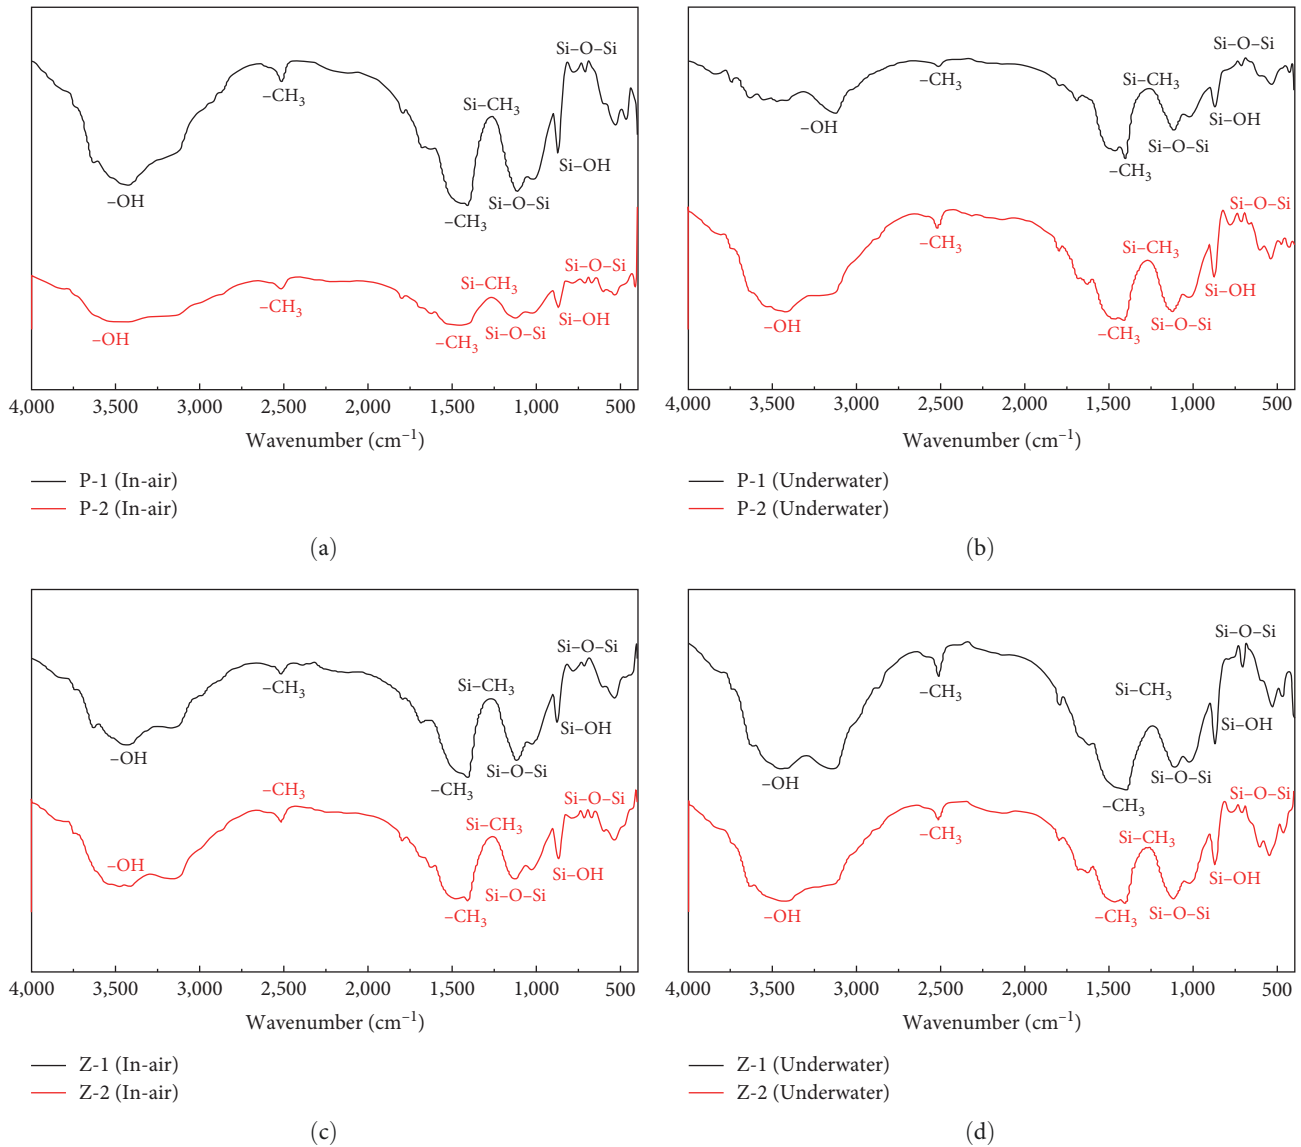 Si–O–Si
–CH3
Si–CH3
Si–OH
–OH
–CH3
Si–O–Si
Si–O–Si
Si–CH3
–CH3
Si–OH
–OH
–CH3
Si–O–Si
4,000 3,500 3,000 2,500 2,000 1,500 1,000 500
Wavenumber (cm–1)
P-1 (In-air)
P-2 (In-air)
(a)
Si–O–Si
–CH3
Si–CH3
Si–OH
–OH
Si–O–Si
–CH3
Si–O–Si
Si–CH3
–CH3
Si–OH
–OH
–CH3
Si–O–Si
4,000 3,500 3,000 2,500 2,000 1,500 1,000 500
Wavenumber (cm–1)
P-1 (Underwater)
P-2 (Underwater)
(b)
Si–O–Si
–CH3
Si–CH3
Si–OH
–OH
–CH3
Si–O–Si
–CH3
Si–O–Si
Si–CH3
–OH
Si–OH
–CH3
Si–O–Si
4,000 3,500 3,000 2,500 2,000 1,500 1,000 500
Wavenumber (cm–1)
Z-1 (In-air)
Z-2 (In-air)
(c)
Si–O–Si
–CH3
Si–CH3
Si–OH
–OH
Si–O–Si
–CH3
Si–O–Si
–CH3
Si–CH3
Si–OH
–OH
–CH3
Si–O–Si
4,000 3,500 3,000 2,500 2,000 1,500 1,000 500
Wavenumber (cm–1)
Z-1 (Underwater)
Z-2 (Underwater)
(d)